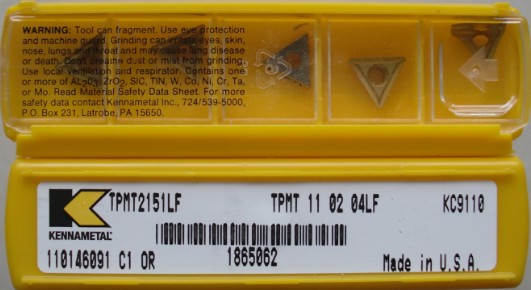 WARNING: Tool can fragment. Use eye protection
and machine guard. Grinding can erase eyes, skin,
nose, lungs and throat and may cause lung disease
or death. Don't breathe dust or mist from grinding.
Use local ventilation and respirator. Contains one
or more of AL₂O₃ ZrO₂, SIC, TIN, W, Co, Ni, Cr, Ta,
or Mo. Read Material Safety Data Sheet. For more
safety data contact Kennametal Inc., 724/539-5000,
P.O. Box 231, Latrobe, PA 15650.
TPMT2151LF TPMT 11 02 04LF KC9110
KENNAMETAL
110146091 C1 OR 1865062 Made in U.S.A.